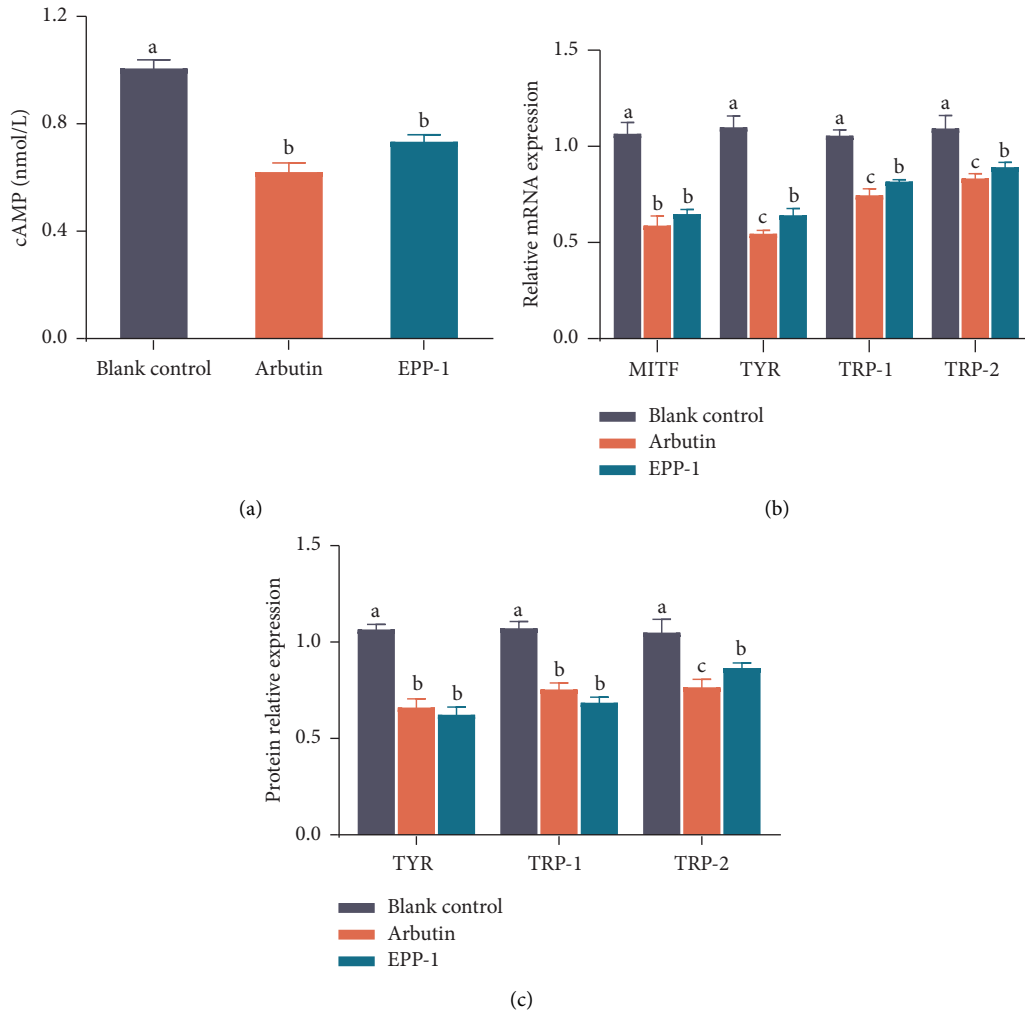 1.2
0.8
0.4
0.0
cAMP (nmol/L)
a
b
b
Blank control Arbutin EPP-1
(a)
1.5
1.0
0.5
0.0
Relative mRNA expression
a b b a c b a c b a c b
MITF TYR TRP-1 TRP-2
Blank control
Arbutin
EPP-1
(b)
1.5
1.0
0.5
0.0
Protein relative expression
a b b a b b a c b
TYR TRP-1 TRP-2
Blank control
Arbutin
EPP-1
(c)